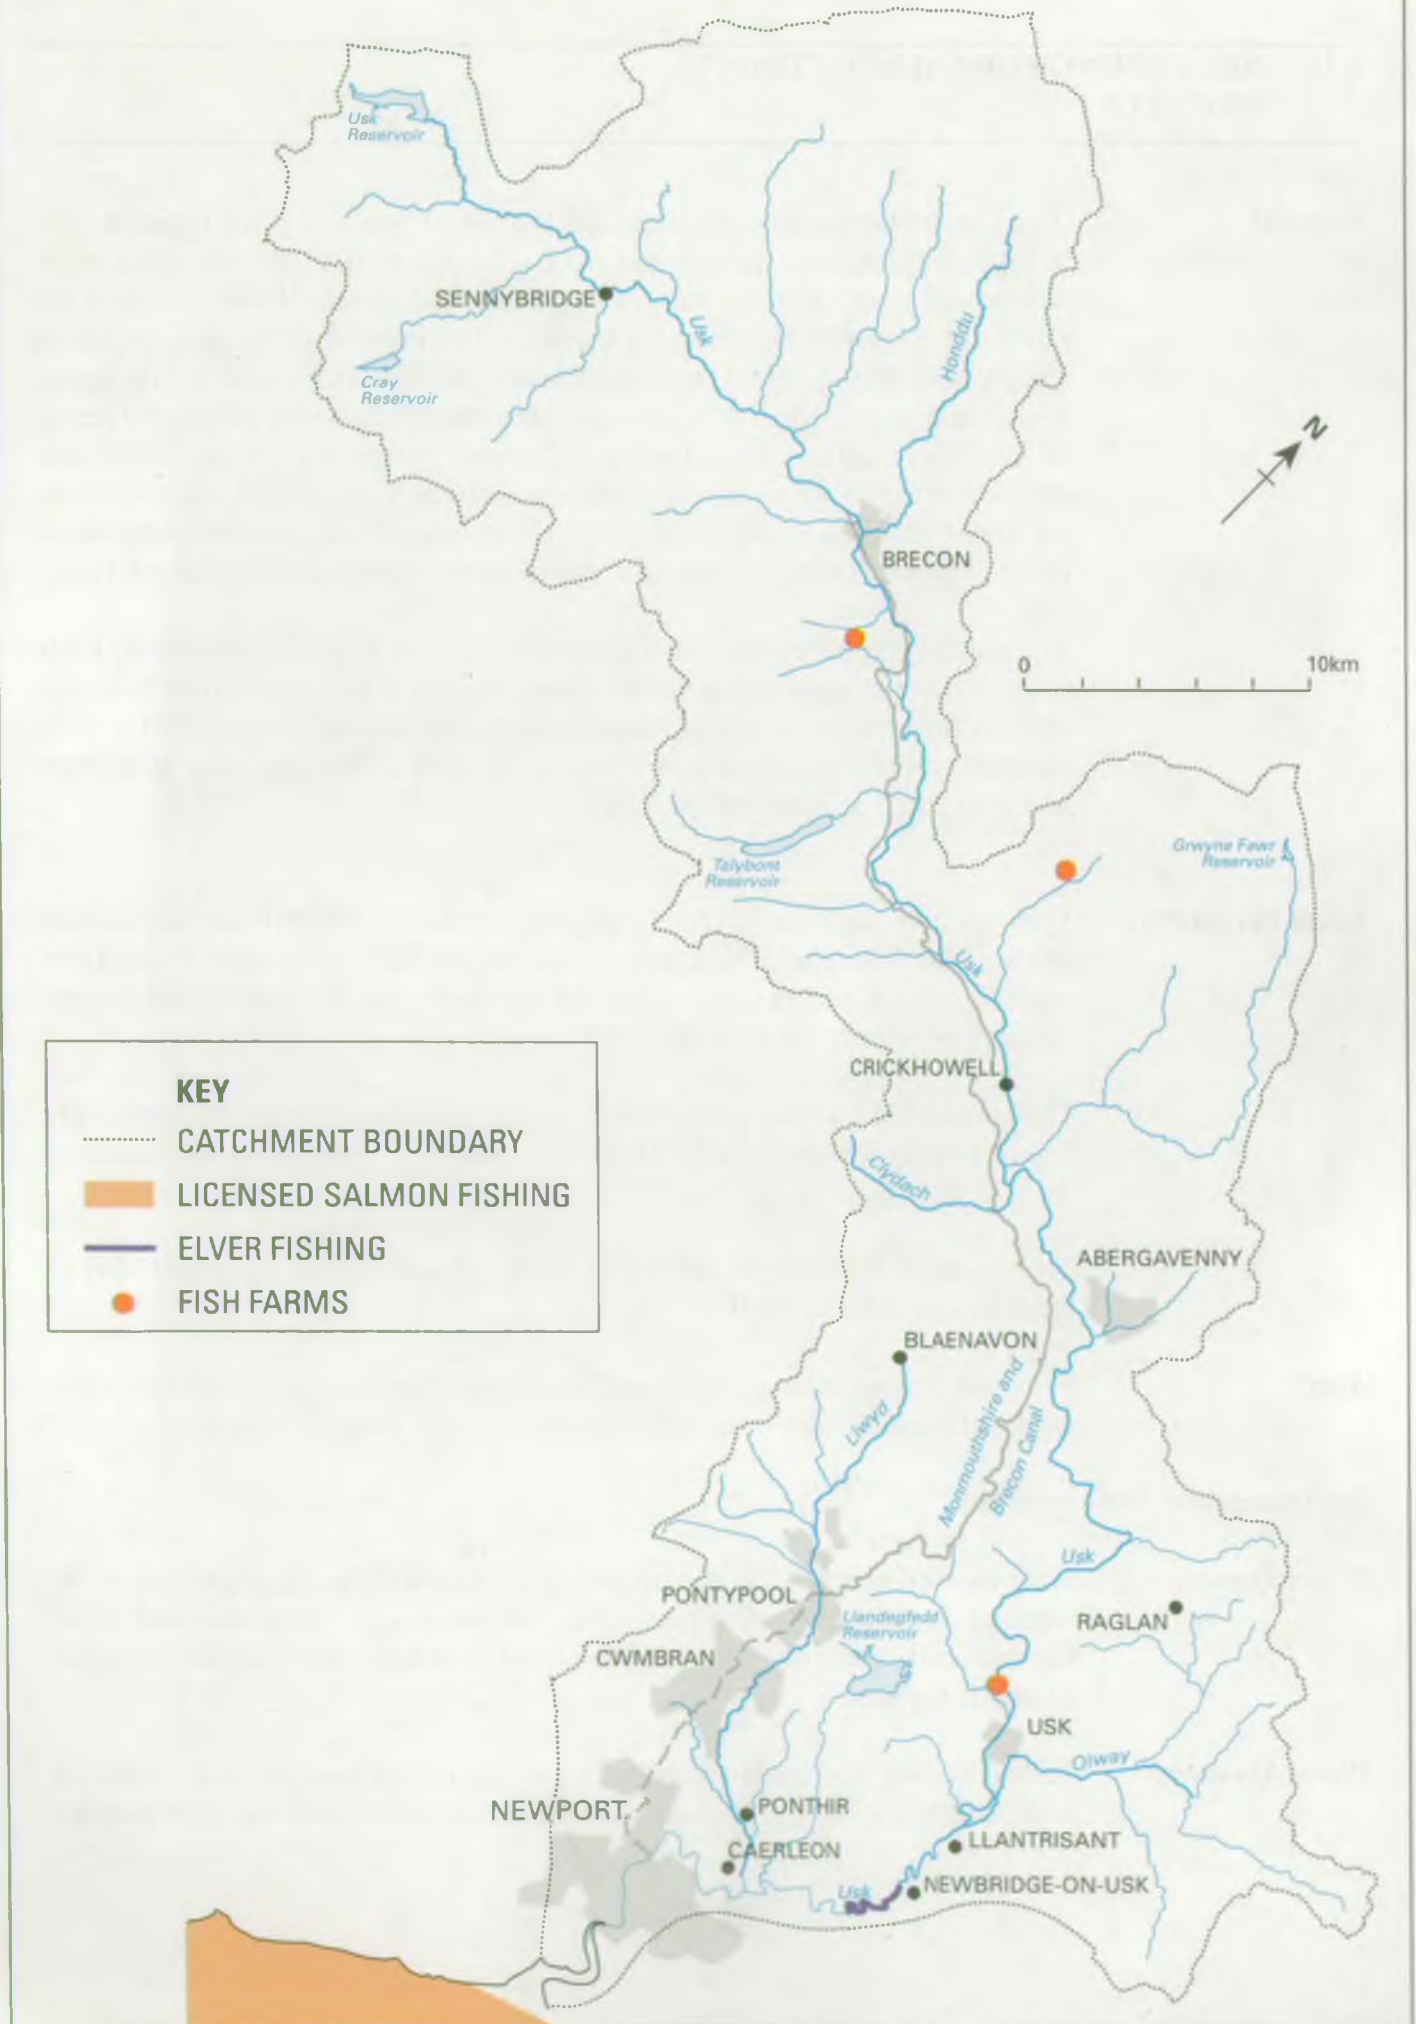 Usk
Reservoir
SENNYBRIDGE
Usk
Honddu
Cray
Reservoir
N
BRECON
0
10km
Talybont
Reservoir
Grwyne Fawr
Reservoir
Usk
CRICKHOWELL
KEY
CATCHMENT BOUNDARY
LICENSED SALMON FISHING
ELVER FISHING
FISH FARMS
Clydach
ABERGAVENNY
BLAENAVON
Llwyd
Monmouthshire and
Brecon Canal
Usk
PONTYPOOL
Llandegfedd
Reservoir
RAGLAN
CWMBRAN
USK
Olway
NEWPORT
PONTHIR
LLANTRISANT
CAERLEON
NEWBRIDGE-ON-USK
Usk